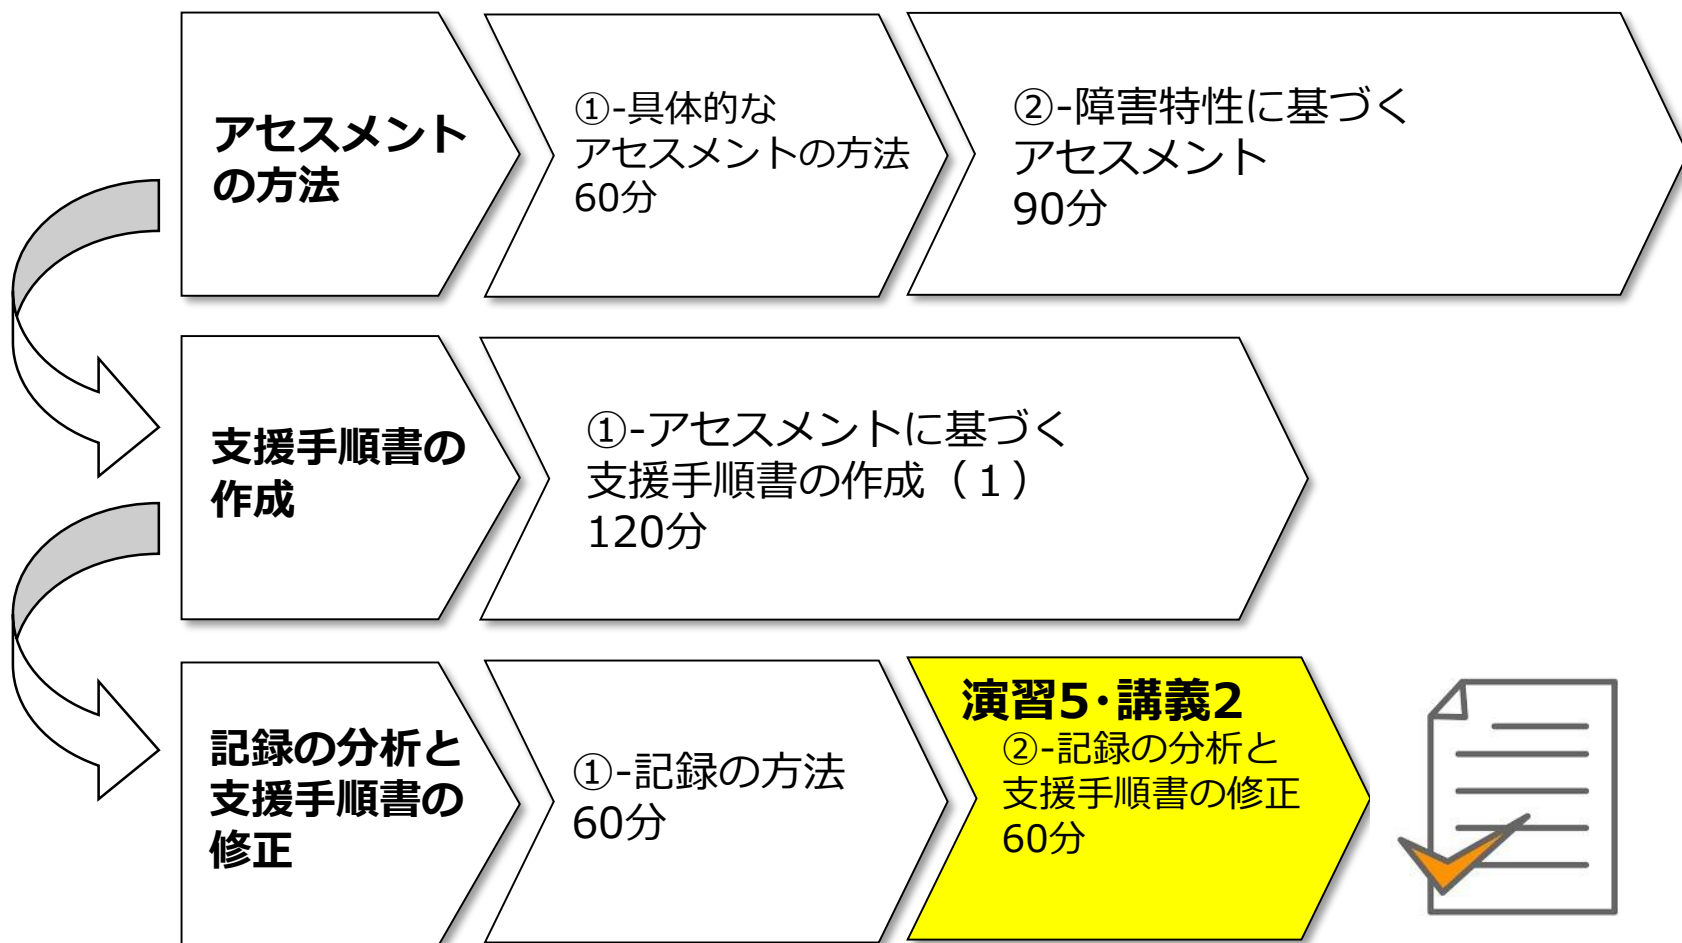 アセスメント
の方法
①-具体的な
アセスメントの方法
60分
②-障害特性に基づく
アセスメント
90分
支援手順書の
作成
①-アセスメントに基づく
支援手順書の作成（１）
120分
記録の分析と
支援手順書の
修正
①-記録の方法
60分
演習5･講義2
②-記録の分析と
支援手順書の修正
60分